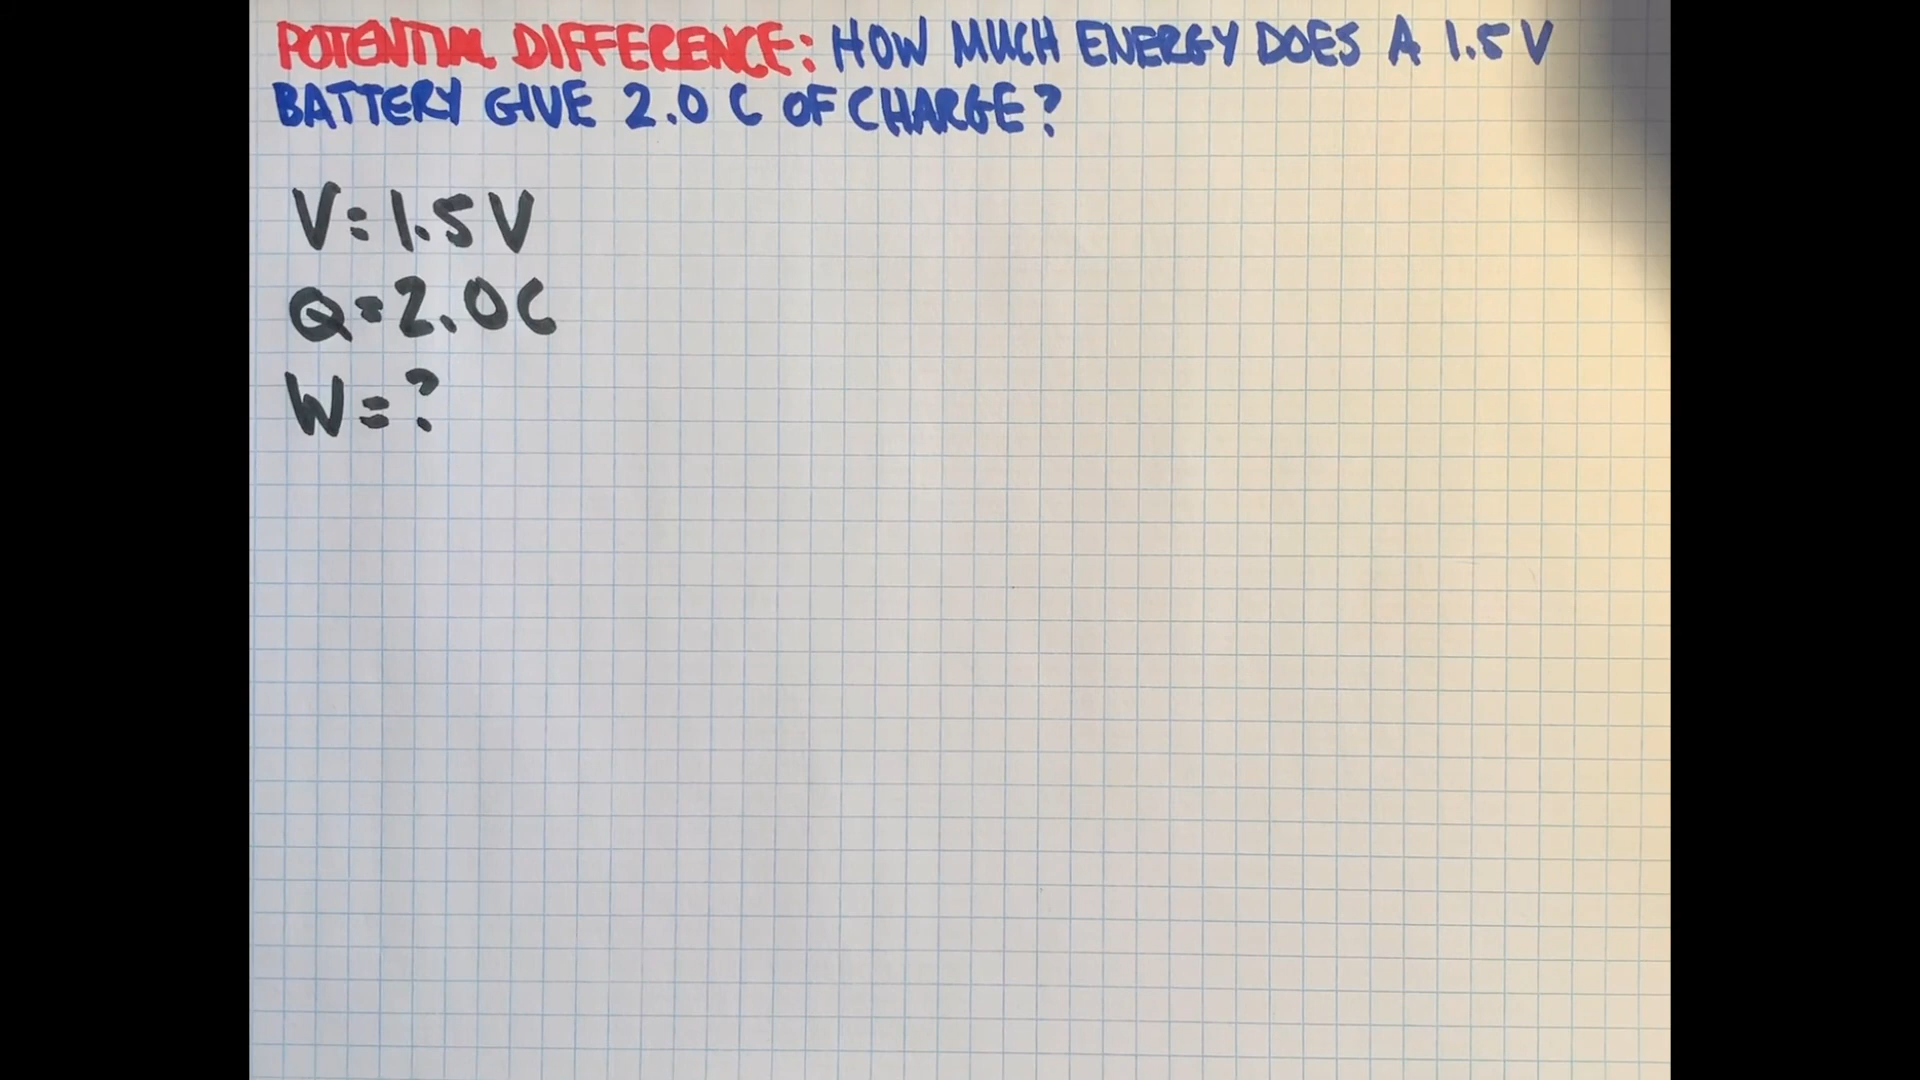 POTENTIAL DIFFERENCE: HOW MUCH ENERGY DOES A 1.5 V
BATTERY GIVE 2.0 C OF CHARGE?
V=1.5V
Q=2.0C
W=?